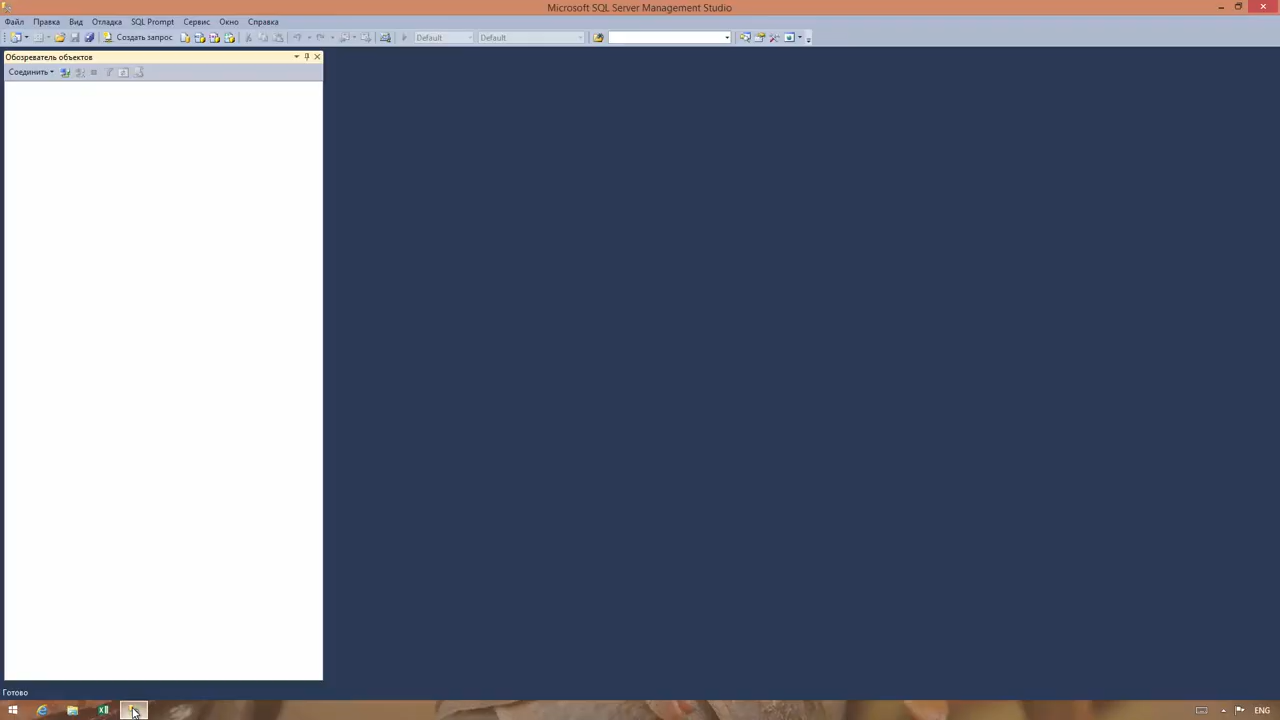 Microsoft SQL Server Management Studio
Файл Правка Вид Отладка SQL Prompt Сервис Окно Справка
Создать запрос Default Default
Обозреватель объектов
Соединить
Готово
ENG